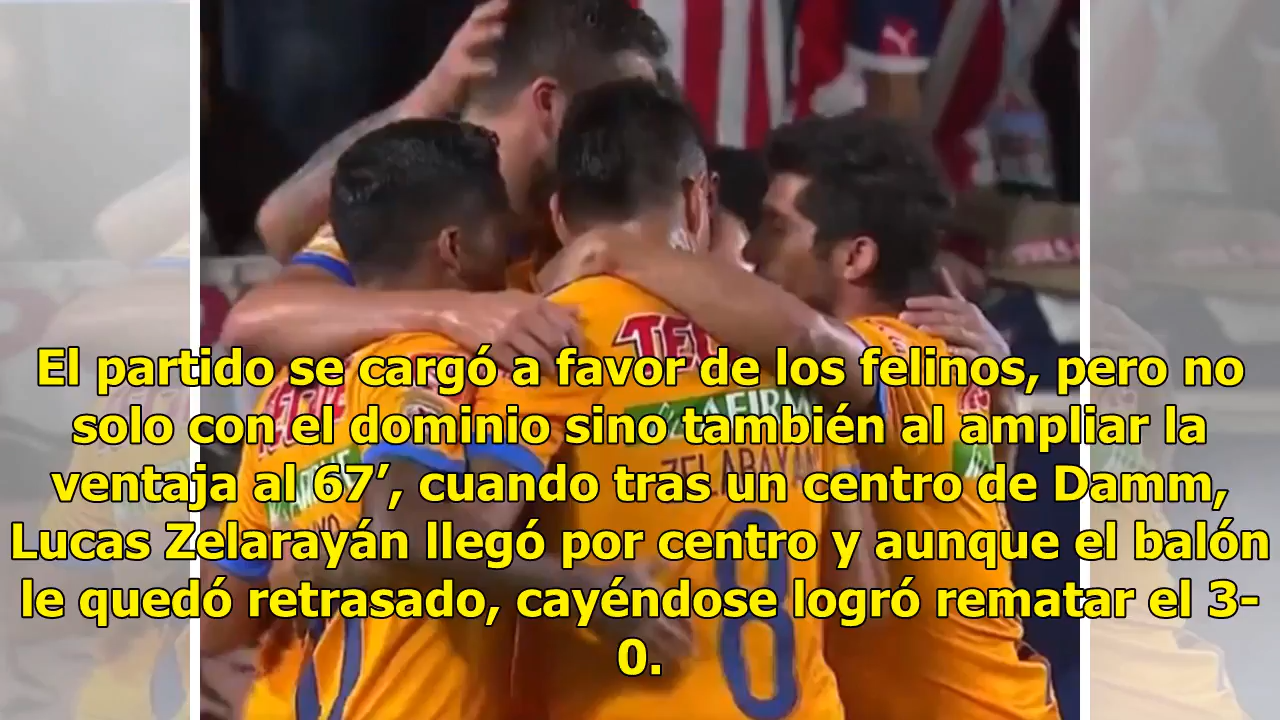 El partido se cargó a favor de los felinos, pero no
solo con el dominio sino también al ampliar la
ventaja al 67’, cuando tras un centro de Damm,
Lucas Zelarayán llegó por centro y aunque el balón
le quedó retrasado, cayéndose logró rematar el 3-
0.
ZELARAYAN
8